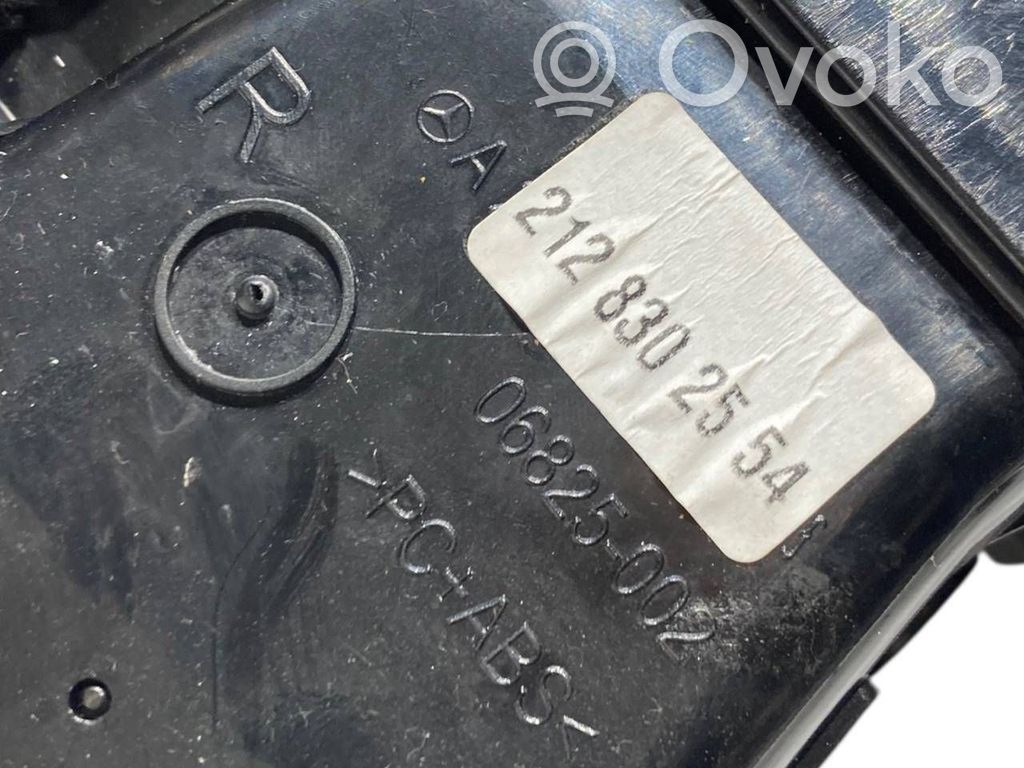 Ovoko
R
A
212 830 25 54
06825-002
>PC+ABS<